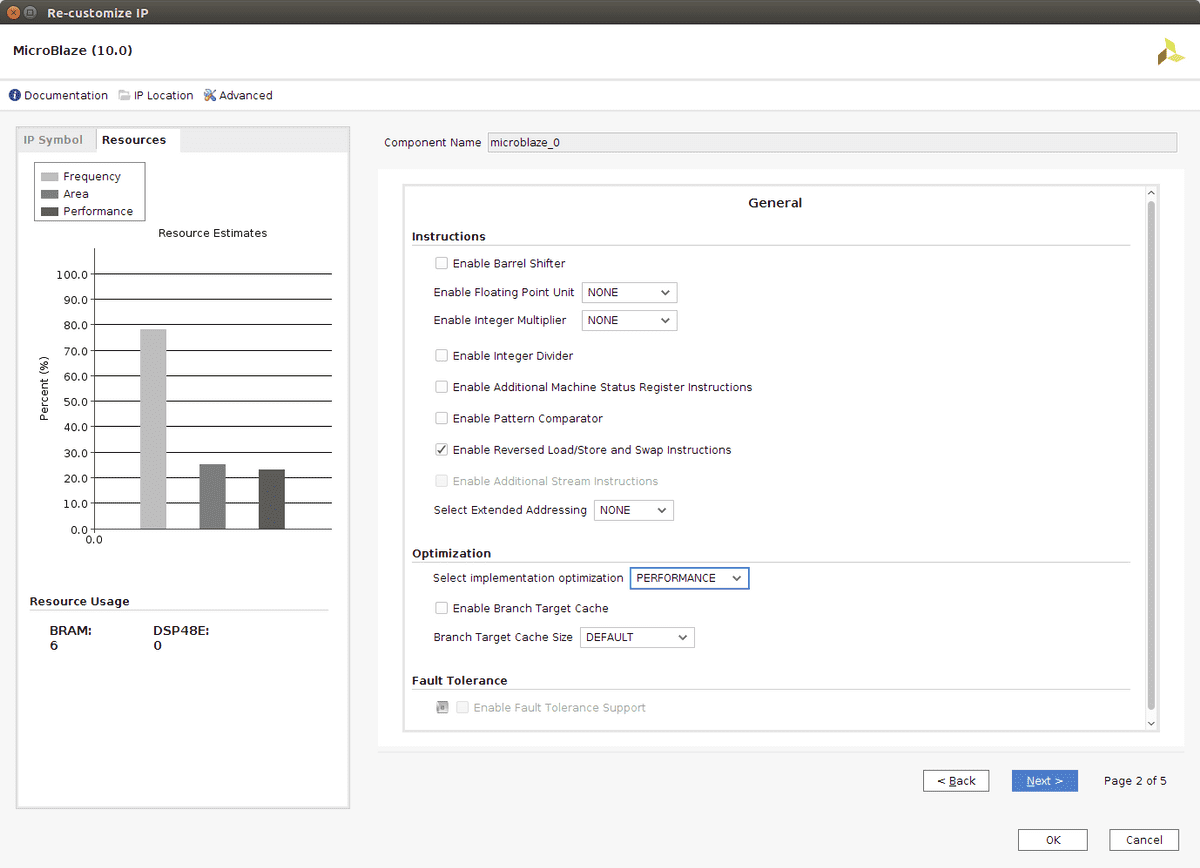 Re-customize IP
MicroBlaze (10.0)
Documentation IP Location Advanced
IP Symbol Resources
Frequency
Area
Performance
Resource Estimates
Percent (%)
100.0
90.0
80.0
70.0
60.0
50.0
40.0
30.0
20.0
10.0
0.0
0.0
Resource Usage
BRAM: DSP48E:
6 0
Component Name microblaze_0
General
Instructions
Enable Barrel Shifter
Enable Floating Point Unit NONE
Enable Integer Multiplier NONE
Enable Integer Divider
Enable Additional Machine Status Register Instructions
Enable Pattern Comparator
Enable Reversed Load/Store and Swap Instructions
Enable Additional Stream Instructions
Select Extended Addressing NONE
Optimization
Select implementation optimization PERFORMANCE
Enable Branch Target Cache
Branch Target Cache Size DEFAULT
Fault Tolerance
Enable Fault Tolerance Support
< Back Next > Page 2 of 5
OK Cancel